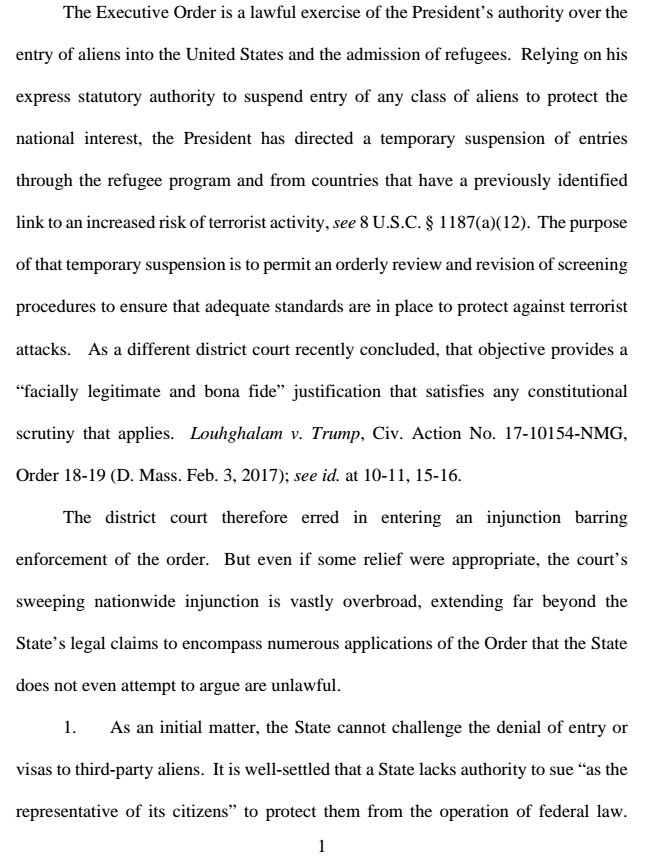 The Executive Order is a lawful exercise of the President’s authority over the
entry of aliens into the United States and the admission of refugees. Relying on his
express statutory authority to suspend entry of any class of aliens to protect the
national interest, the President has directed a temporary suspension of entries
through the refugee program and from countries that have a previously identified
link to an increased risk of terrorist activity, see 8 U.S.C. § 1187(a)(12). The purpose
of that temporary suspension is to permit an orderly review and revision of screening
procedures to ensure that adequate standards are in place to protect against terrorist
attacks. As a different district court recently concluded, that objective provides a
“facially legitimate and bona fide” justification that satisfies any constitutional
scrutiny that applies. Louhghalam v. Trump, Civ. Action No. 17-10154-NMG,
Order 18-19 (D. Mass. Feb. 3, 2017); see id. at 10-11, 15-16.
The district court therefore erred in entering an injunction barring
enforcement of the order. But even if some relief were appropriate, the court’s
sweeping nationwide injunction is vastly overbroad, extending far beyond the
State’s legal claims to encompass numerous applications of the Order that the State
does not even attempt to argue are unlawful.
1. As an initial matter, the State cannot challenge the denial of entry or
visas to third-party aliens. It is well-settled that a State lacks authority to sue “as the
representative of its citizens” to protect them from the operation of federal law.
1